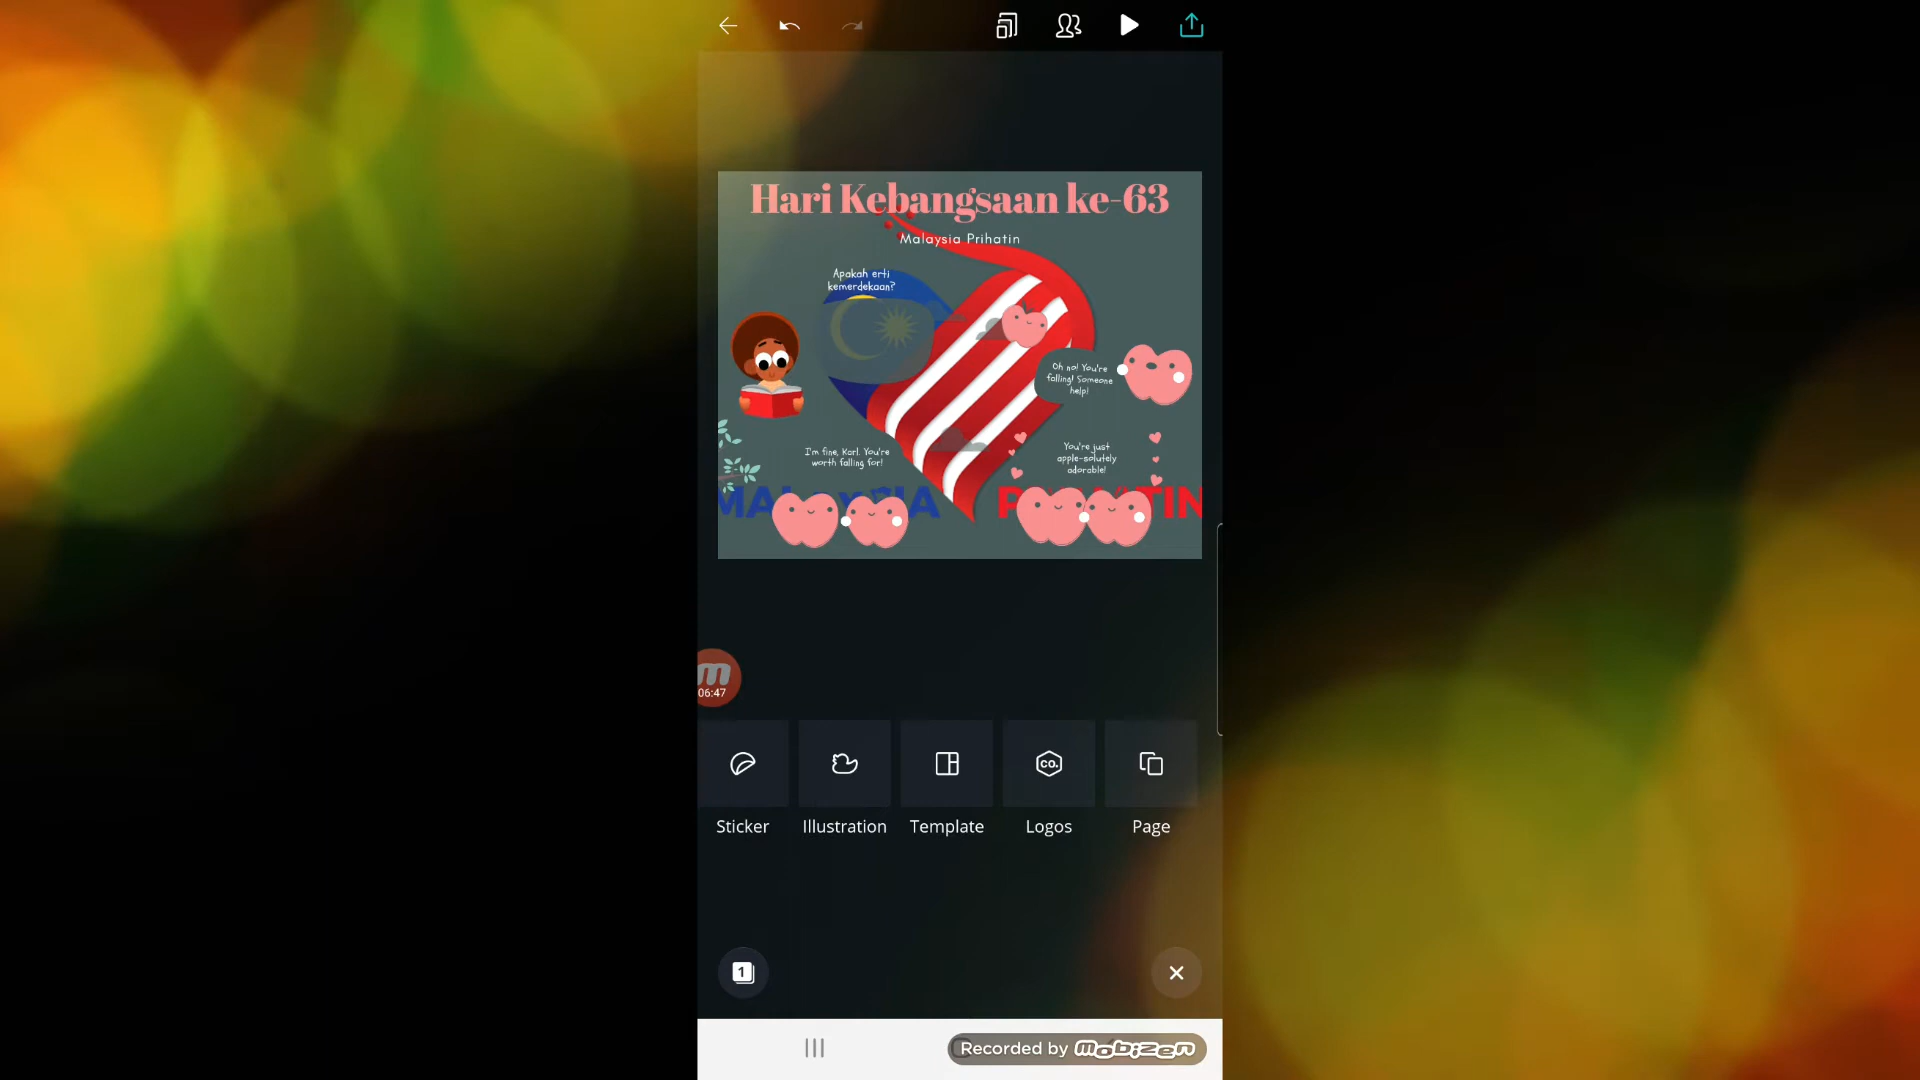 Hari Kebangsaan ke-63
Malaysia Prihatin
Apakah erti
kemerdekaan?
Oh no! You're
falling! Someone
help!
I'm fine, Karl. You're
worth falling for!
You're just
apple-solutely
adorable!
06:47
Sticker
Illustration
CO.
Template
Logos
Page
1
Recorded by mobizen